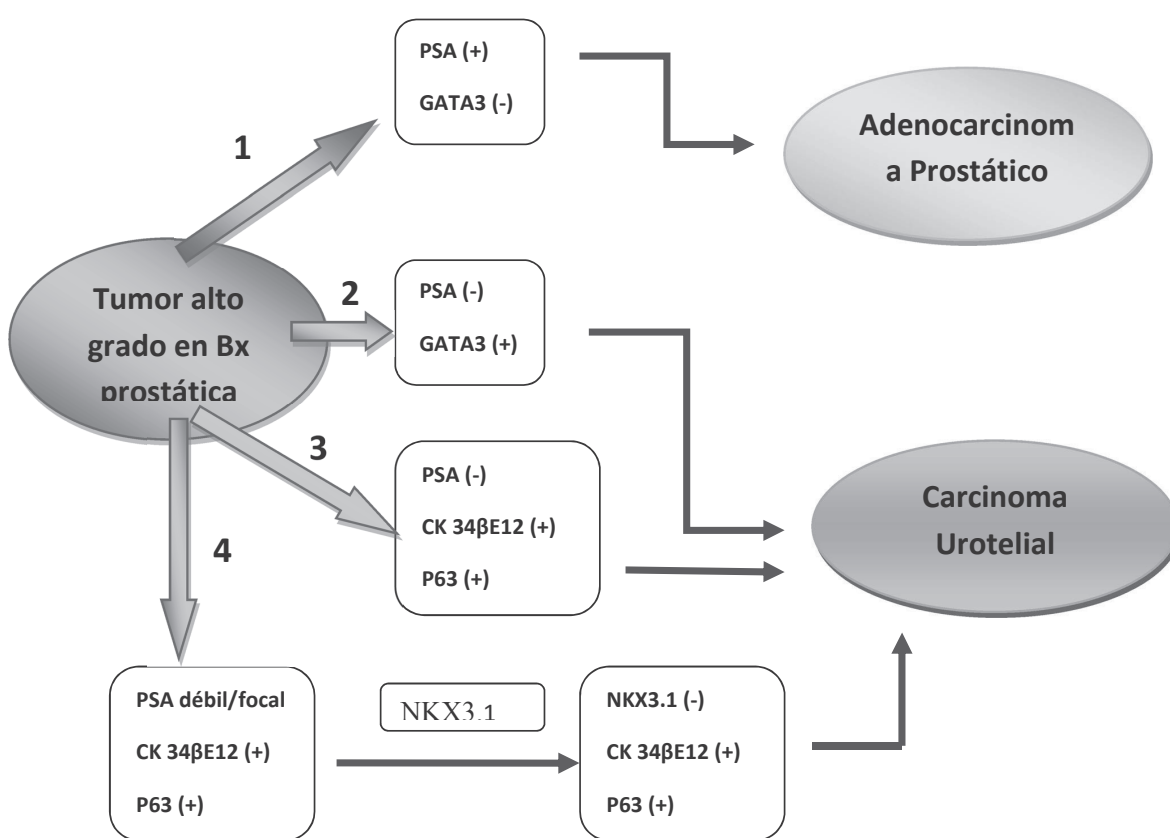 PSA (+)
GATA3 (-)
Adenocarcinom
a Prostático
1
Tumor alto
grado en Bx
prostática
2
PSA (-)
GATA3 (+)
3
PSA (-)
CK 34βE12 (+)
P63 (+)
Carcinoma
Urotelial
4
PSA débil/focal
CK 34βE12 (+)
P63 (+)
NKX3.1
NKX3.1 (-)
CK 34βE12 (+)
P63 (+)